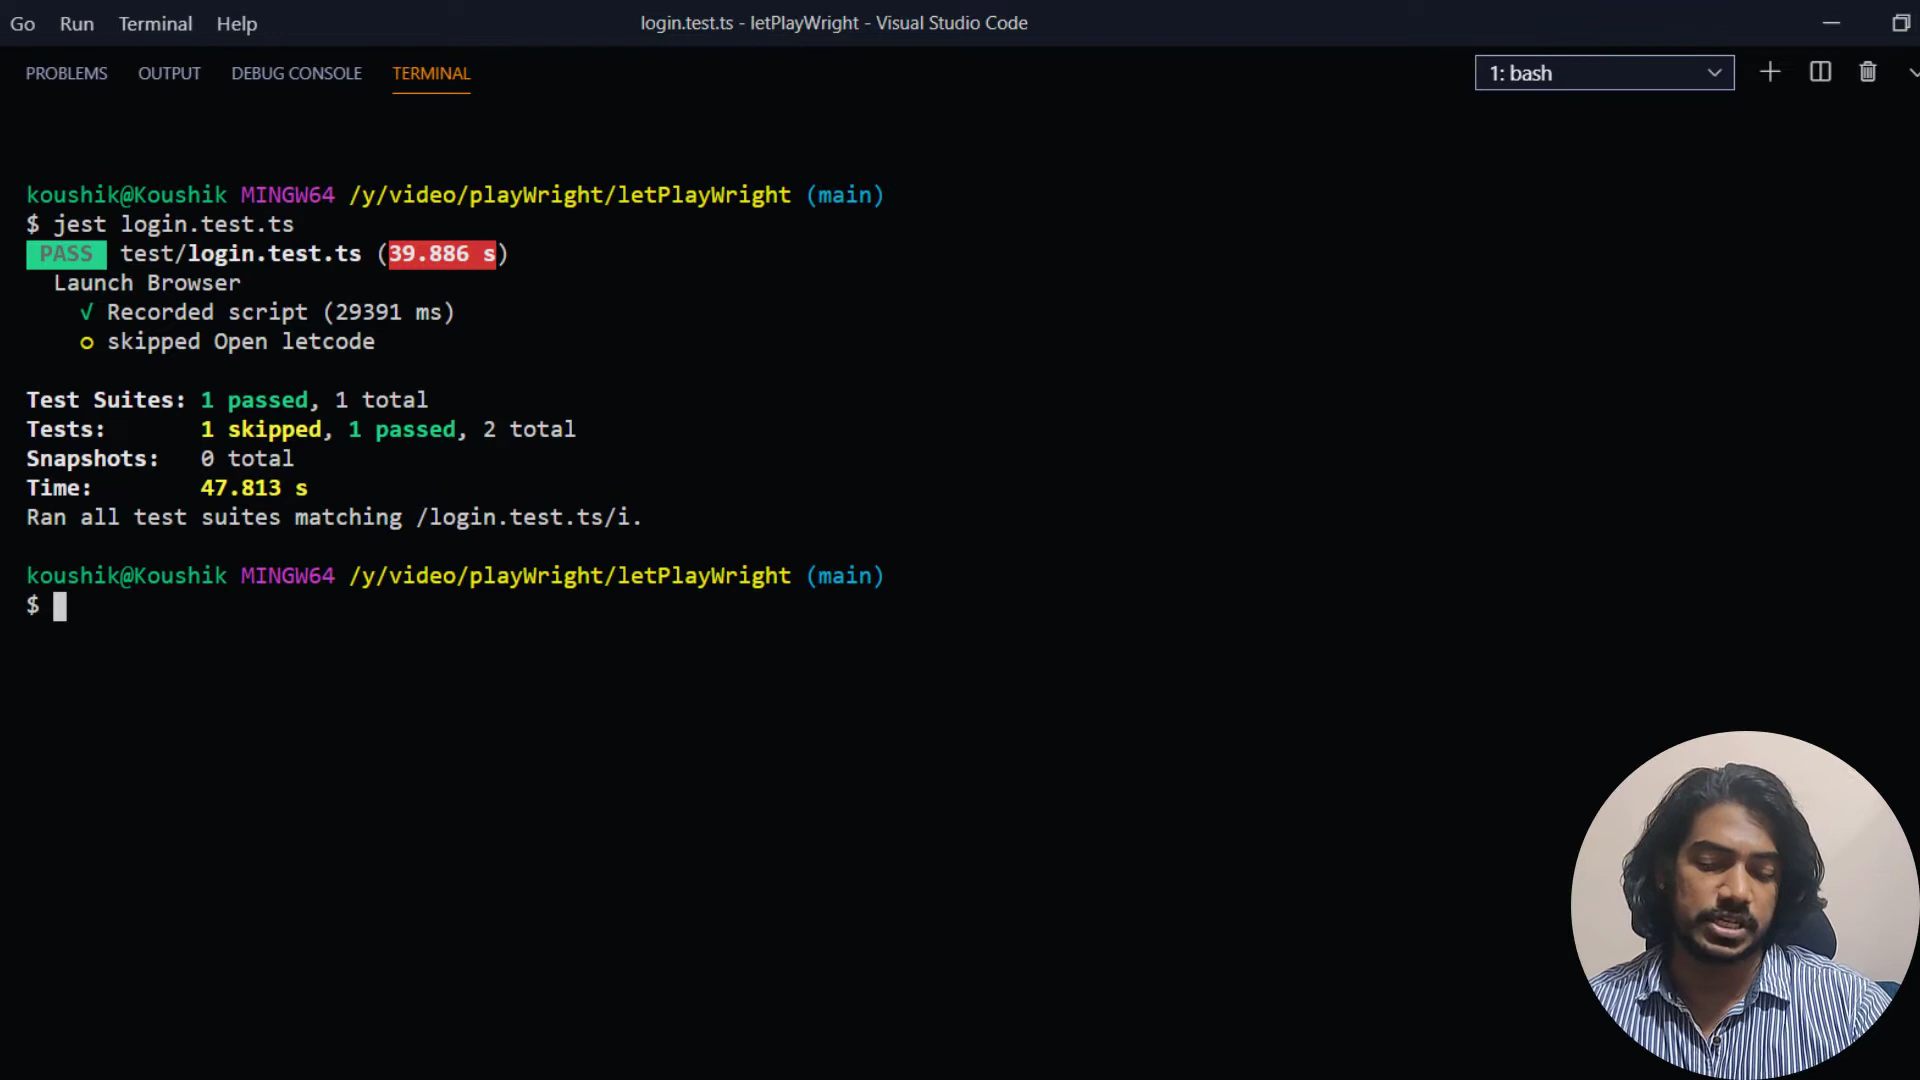 Go Run Terminal Help login.test.ts - letPlayWright - Visual Studio Code
PROBLEMS OUTPUT DEBUG CONSOLE TERMINAL 1: bash
koushik@Koushik MINGW64 /y/video/playWright/letPlayWright (main)
$ jest login.test.ts
PASS test/login.test.ts (39.886 s)
Launch Browser
√ Recorded script (29391 ms)
○ skipped Open letcode
Test Suites: 1 passed, 1 total
Tests: 1 skipped, 1 passed, 2 total
Snapshots: 0 total
Time: 47.813 s
Ran all test suites matching /login.test.ts/i.
koushik@Koushik MINGW64 /y/video/playWright/letPlayWright (main)
$